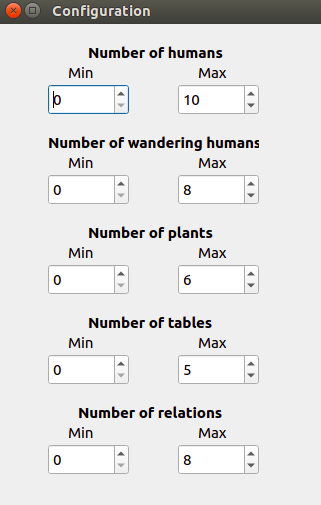 Configuration
Number of humans
Min Max
0 10
Number of wandering humans
Min Max
0 8
Number of plants
Min Max
0 6
Number of tables
Min Max
0 5
Number of relations
Min Max
0 8